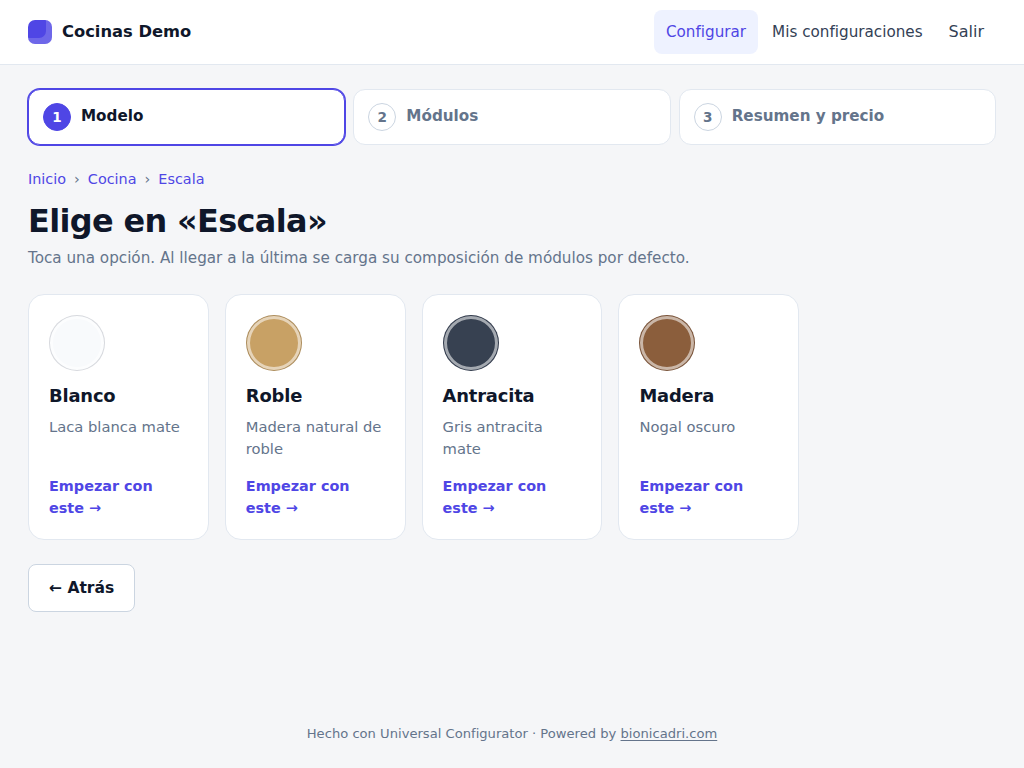 Cocinas Demo
Configurar
Mis configuraciones
Salir
1 Modelo
2 Módulos
3 Resumen y precio
Inicio › Cocina › Escala
Elige en «Escala»
Toca una opción. Al llegar a la última se carga su composición de módulos por defecto.
Blanco
Laca blanca mate
Empezar con
este →
Roble
Madera natural de
roble
Empezar con
este →
Antracita
Gris antracita
mate
Empezar con
este →
Madera
Nogal oscuro
Empezar con
este →
← Atrás
Hecho con Universal Configurator · Powered by bionicadri.com